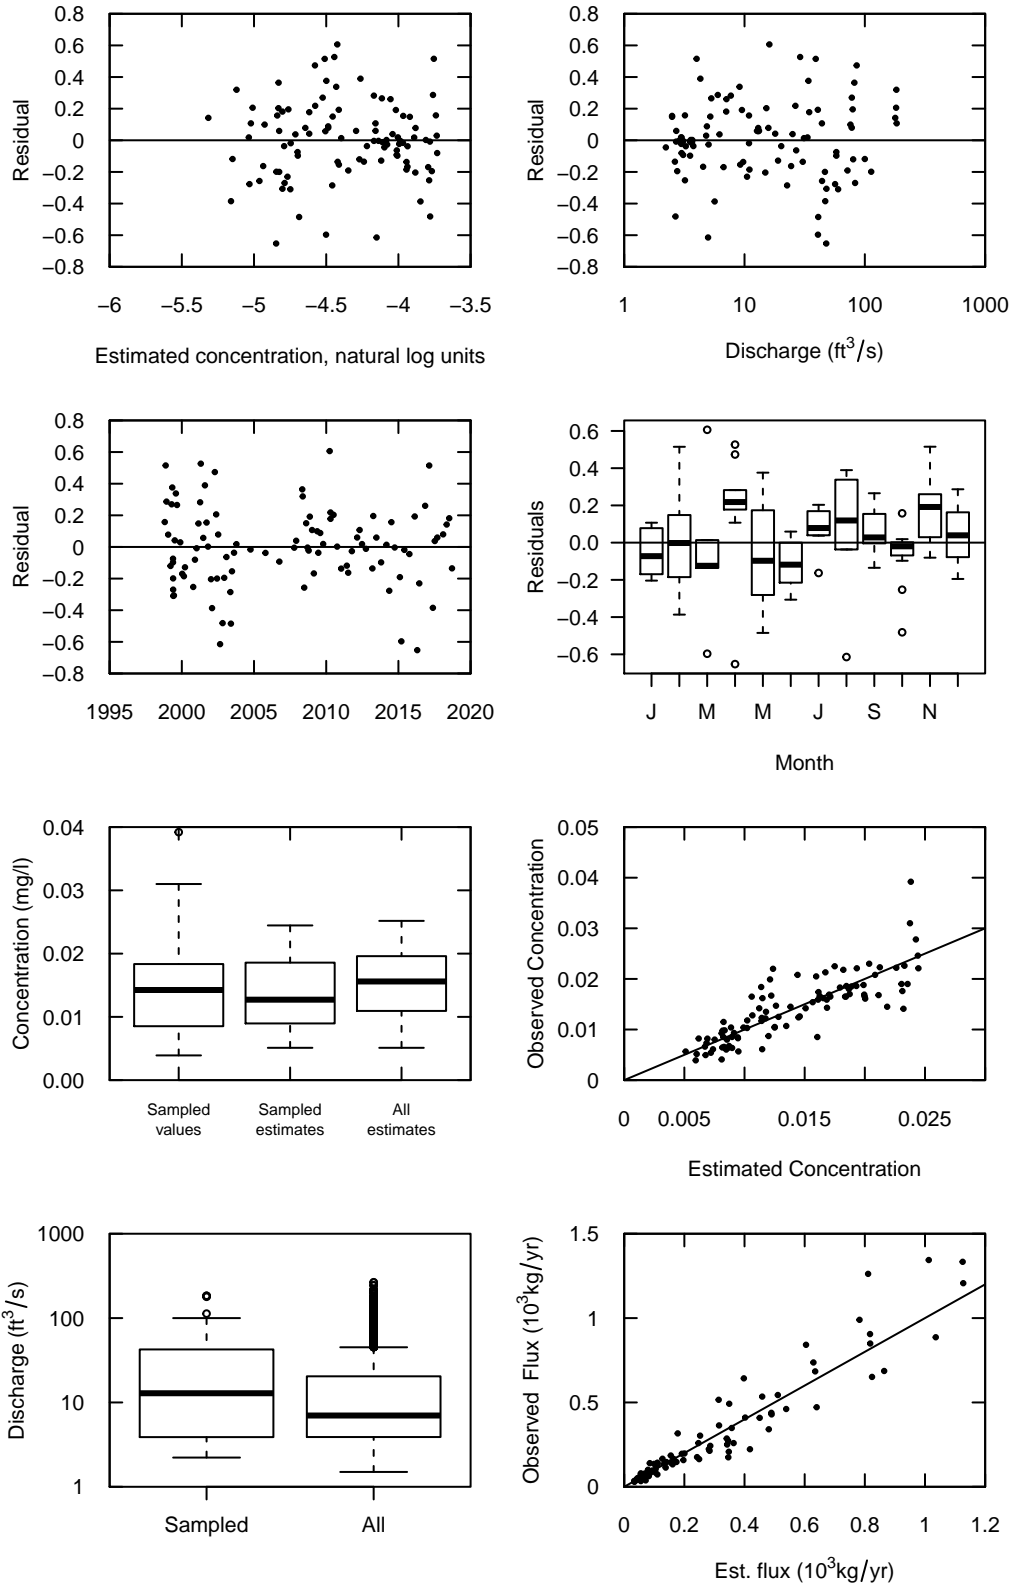 0.8
0.6
0.4
0.2
0
−0.2
−0.4
−0.6
−0.8
Residual
−6 −5.5 −5 −4.5 −4 −3.5
Estimated concentration, natural log units
0.8
0.6
0.4
0.2
0
−0.2
−0.4
−0.6
−0.8
Residual
1 10 100 1000
Discharge (ft³/s)
0.8
0.6
0.4
0.2
0
−0.2
−0.4
−0.6
−0.8
Residual
1995 2000 2005 2010 2015 2020
0.6
0.4
0.2
0.0
−0.2
−0.4
−0.6
Residuals
J M M J S N
Month
0.04
0.03
0.02
0.01
0.00
Concentration (mg/l)
Sampled Sampled All
values estimates estimates
0.05
0.04
0.03
0.02
0.01
0
Observed Concentration
0 0.005 0.015 0.025
Estimated Concentration
1000
100
10
1
Discharge (ft³/s)
Sampled All
1.5
1
0.5
0
Observed Flux (10³kg/yr)
0 0.2 0.4 0.6 0.8 1 1.2
Est. flux (10³kg/yr)